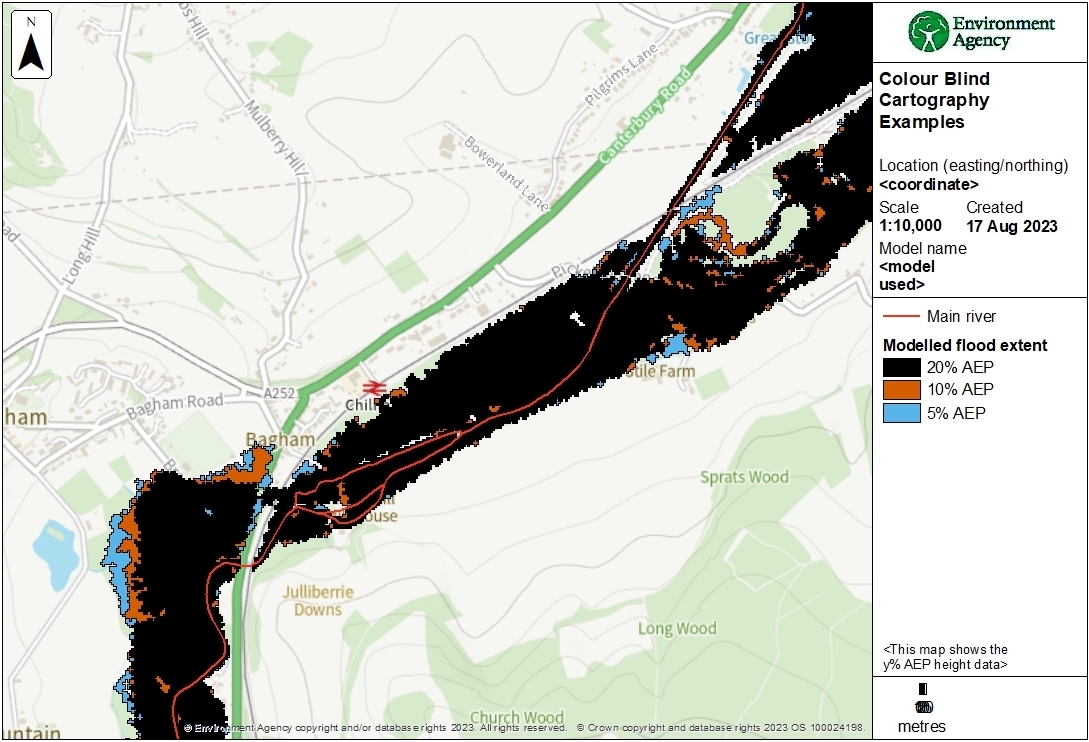 N
Great Sto
Pilgrims Lane
Canterbury Road
Mulberry Hill
Bowerland Lane
Long Hill
ad
A252
Bagham Road
ham
Bagham
Chil
Stile Farm
Sprats Wood
ouse
Julliberrie
Downs
Long Wood
Church Wood
untain
© Environment Agency copyright and/or database rights 2023. All rights reserved. © Crown copyright and database rights 2023 OS 100024198.
Environment
Agency
Colour Blind
Cartography
Examples
Location (easting/northing)
<coordinate>
Scale Created
1:10,000 17 Aug 2023
Model name
<model
used>
Main river
Modelled flood extent
20% AEP
10% AEP
5% AEP
<This map shows the
y% AEP height data>
metres